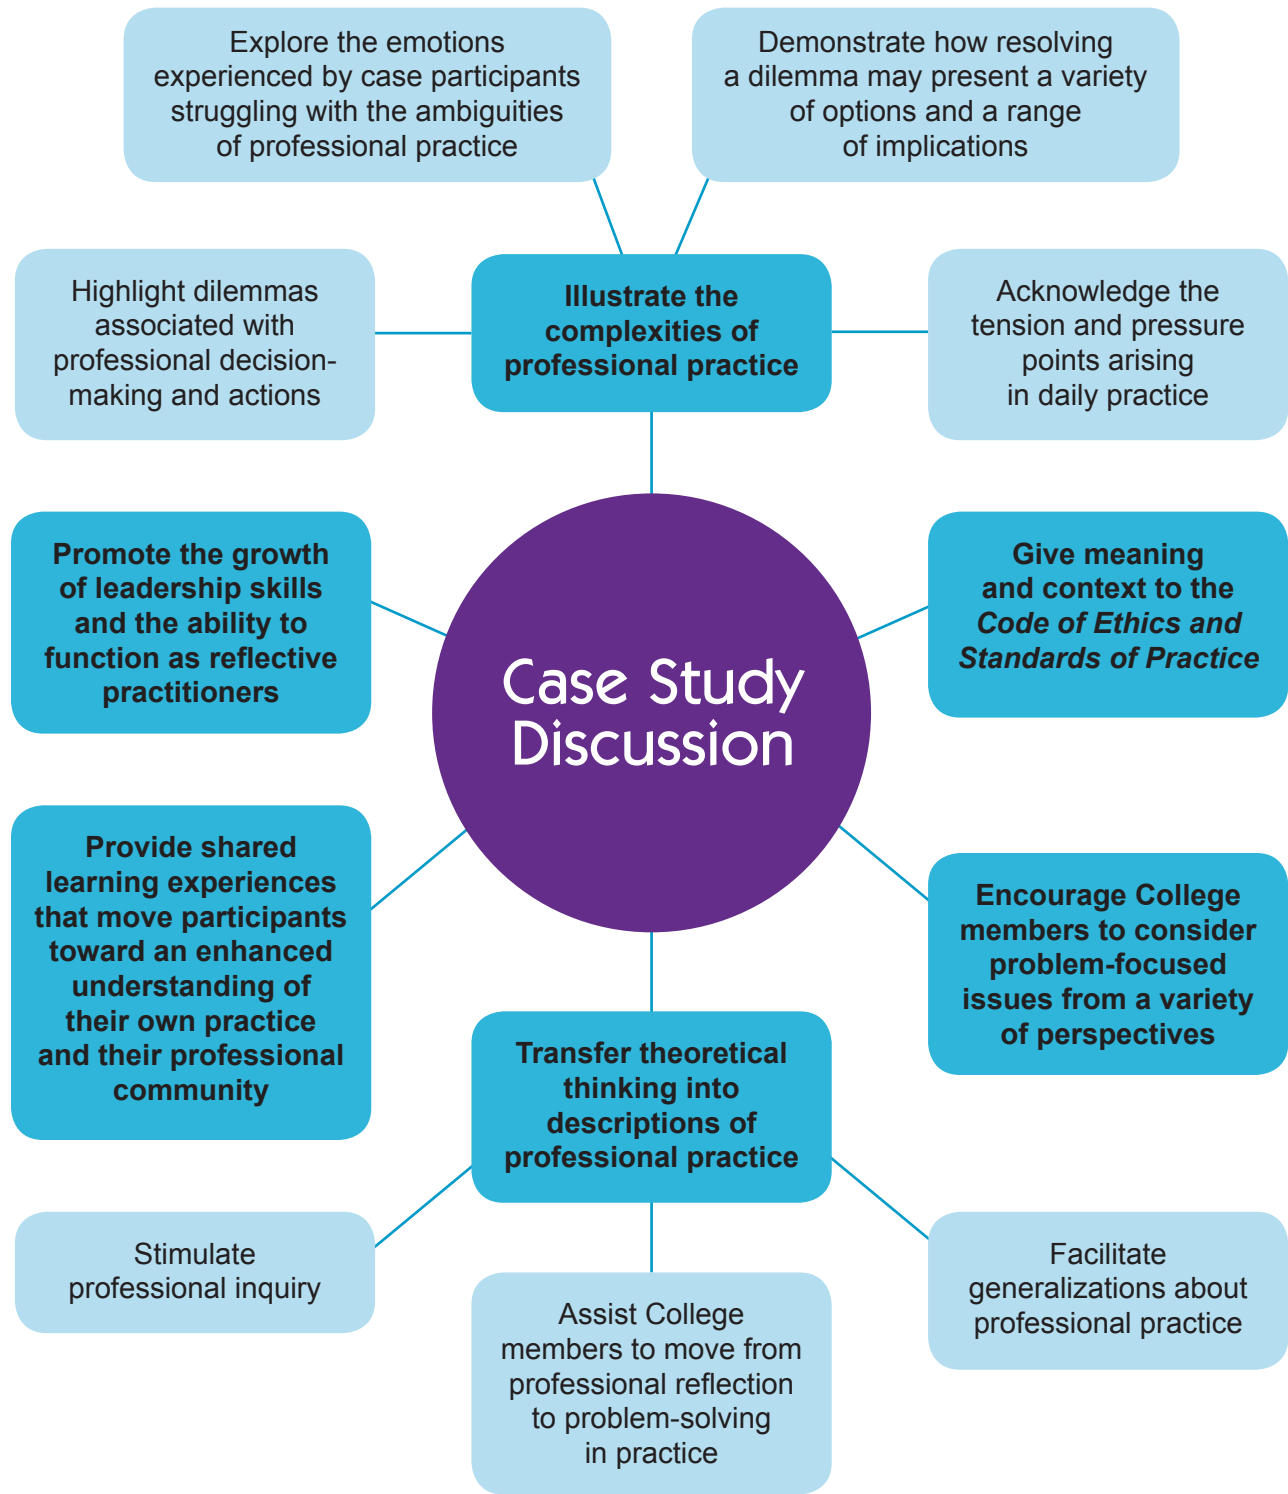 Explore the emotions
experienced by case participants
struggling with the ambiguities
of professional practice
Demonstrate how resolving
a dilemma may present a variety
of options and a range
of implications
Highlight dilemmas
associated with
professional decision-
making and actions
Illustrate the
complexities of
professional practice
Acknowledge the
tension and pressure
points arising
in daily practice
Promote the growth
of leadership skills
and the ability to
function as reflective
practitioners
Give meaning
and context to the
Code of Ethics and
Standards of Practice
Case Study
Discussion
Provide shared
learning experiences
that move participants
toward an enhanced
understanding of
their own practice
and their professional
community
Encourage College
members to consider
problem-focused
issues from a variety
of perspectives
Transfer theoretical
thinking into
descriptions of
professional practice
Stimulate
professional inquiry
Assist College
members to move from
professional reflection
to problem-solving
in practice
Facilitate
generalizations about
professional practice